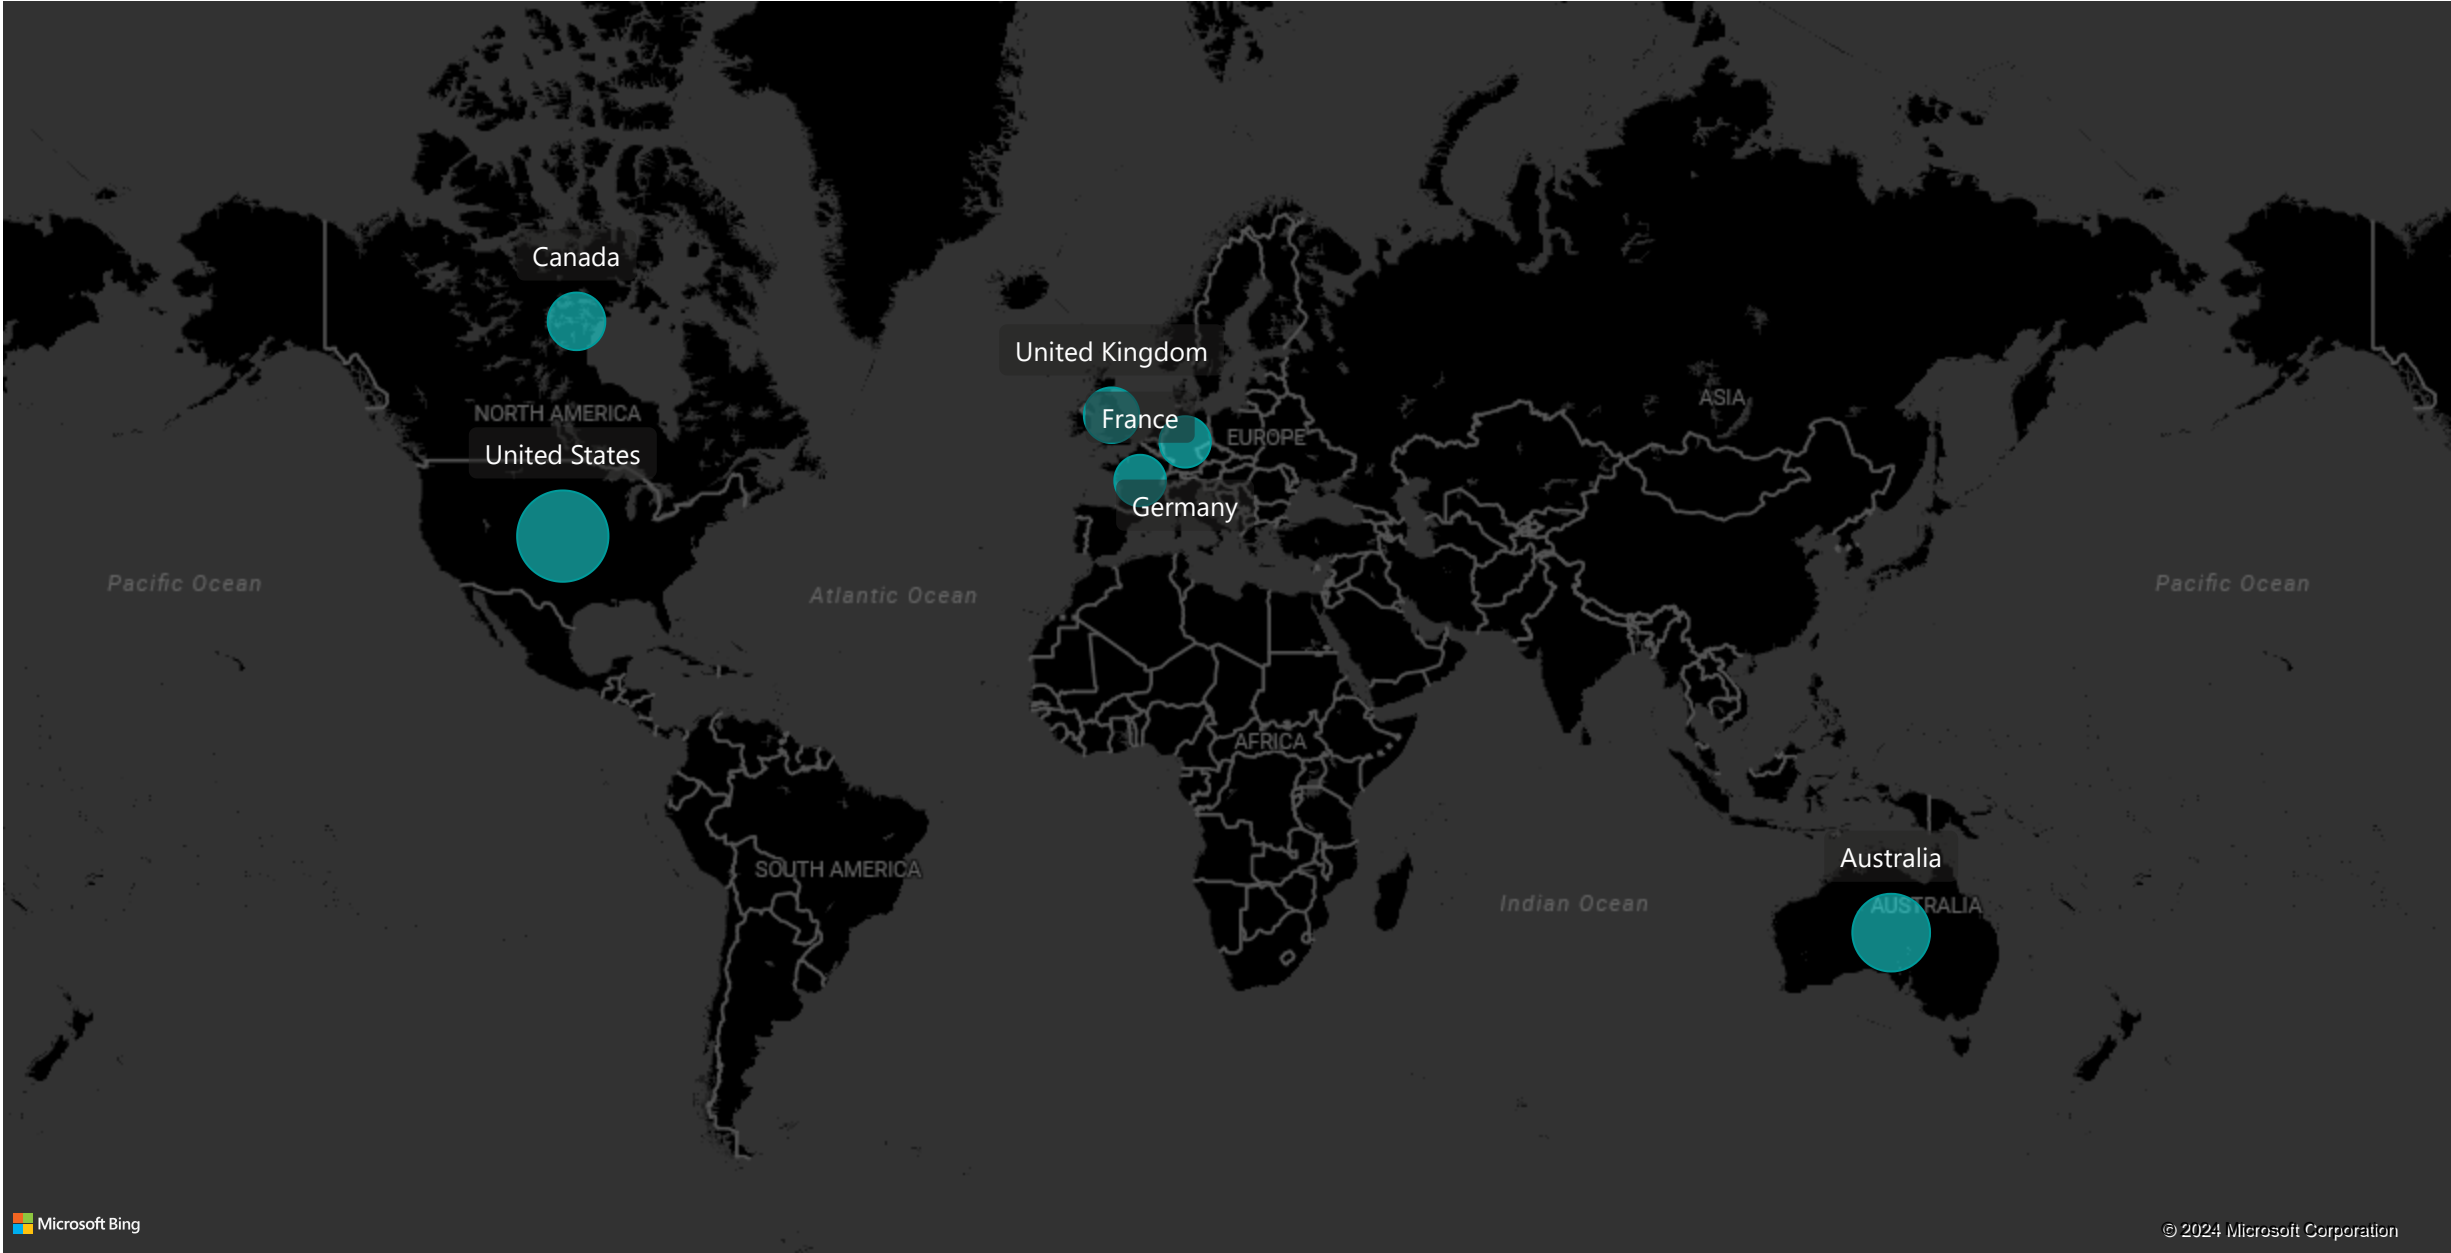 Canada
United Kingdom
ASIA
NORTH AMERICA
France
EUROPE
United States
Germany
Pacific Ocean
Atlantic Ocean
Pacific Ocean
AFRICA
Australia
SOUTH AMERICA
Indian Ocean
AUSTRALIA
Microsoft Bing
© 2024 Microsoft Corporation